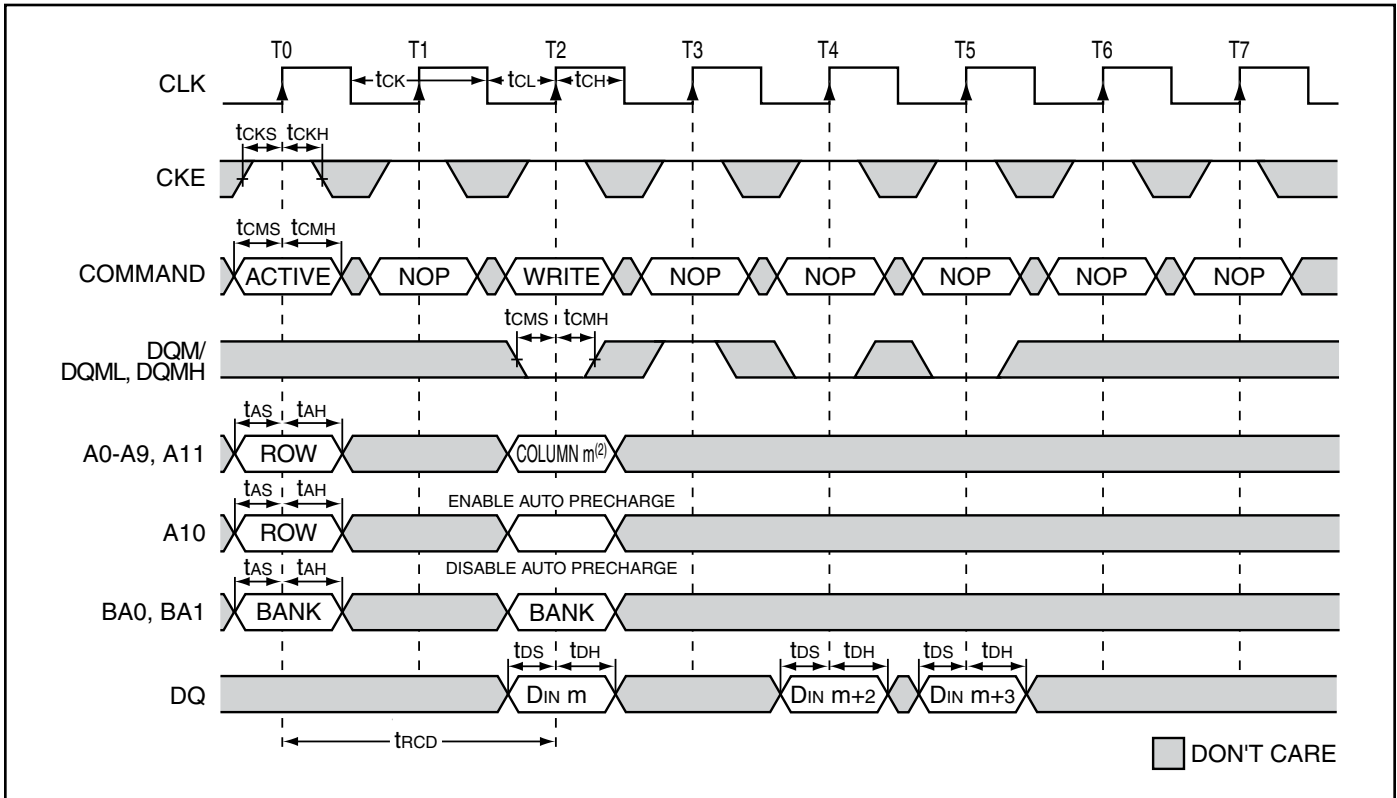 T0 T1 T2 T3 T4 T5 T6 T7
CLK
tCK tCL tCH
tCKS tCKH
CKE
tCMS tCMH
COMMAND ACTIVE NOP WRITE NOP NOP NOP NOP NOP
tCMS tCMH
DQM/
DQML, DQMH
tAS tAH
A0-A9, A11 ROW COLUMN m(2)
tAS tAH ENABLE AUTO PRECHARGE
A10 ROW
tAS tAH DISABLE AUTO PRECHARGE
BA0, BA1 BANK BANK
tDS tDH tDS tDH tDS tDH
DQ DIN m DIN m+2 DIN m+3
tRCD
DON'T CARE